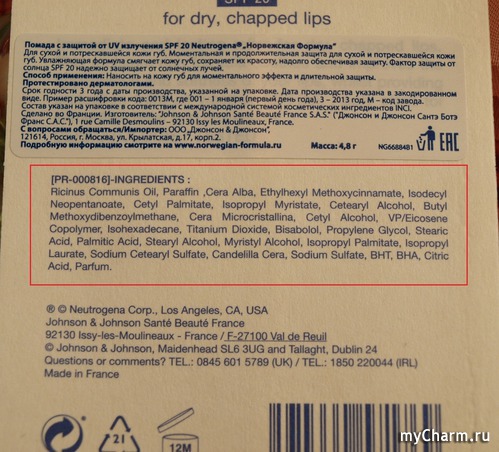 SPF 20
for dry, chapped lips
Помада с защитой от UV излучения SPF 20 Neutrogena® „Норвежская Формула"
Для сухой и потрескавшейся кожи губ. Моментальная и продолжительная защита для сухой и потрескавшейся кожи
губ. Увлажняющая формула смягчает кожу губ, сохраняет их красоту, надолго обеспечивая защиту. Фактор защиты от
солнца SPF 20 надежно защищает от солнечных лучей.
Способ применения: Наносить на кожу губ для моментального эффекта и длительной защиты.
Протестировано дерматологами.
Срок годности 3 года с даты производства, указанной на упаковке. Дата производства указана в закодированном
виде. Пример расшифровки кодов: 0013M, где 001 – 1 января (первый день года), 3 – 2013 год, M – код завода.
Состав указан на упаковке в соответствии с международной системой косметических ингредиентов INCI.
Сделано во Франции. Изготовитель: "Johnson & Johnson Santé Beauté France S.A.S." ("Джонсон и Джонсон Сантэ Ботэ
Франс С.А.С."), 1 rue Camille Desmoulins – 92130 Issy les Moulineaux, France.
С вопросами обращаться/Импортер: ООО „Джонсон & Джонсон",
121614, Россия, г. Москва, ул. Крылатская, д.17, корп.2.
Подробную информацию смотрите на www.norwegian-formula.ru
Масса: 4,8 г
NG6688481
EAC
[PR-000816]-INGREDIENTS :
Ricinus Communis Oil, Paraffin ,Cera Alba, Ethylhexyl Methoxycinnamate, Isodecyl
Neopentanoate, Cetyl Palmitate, Isopropyl Myristate, Cetearyl Alcohol, Butyl
Methoxydibenzoylmethane, Cera Microcristallina, Cetyl Alcohol, VP/Eicosene
Copolymer, Isohexadecane, Titanium Dioxide, Bisabolol, Propylene Glycol, Stearic
Acid, Palmitic Acid, Stearyl Alcohol, Myristyl Alcohol, Isopropyl Palmitate, Isopropyl
Laurate, Sodium Cetearyl Sulfate, Candelilla Cera, Sodium Sulfate, BHT, BHA, Citric
Acid, Parfum.
® © Neutrogena Corp., Los Angeles, CA, USA
Johnson & Johnson Santé Beauté France
92130 Issy-les-Moulineaux - France / F-27100 Val de Reuil
© Johnson & Johnson, Maidenhead SL6 3UG and Tallaght, Dublin 24
Questions or comments? TEL.: 0845 601 5789 (UK) / TEL.: 1850 220044 (IRL)
21
12M
myCharm.ru